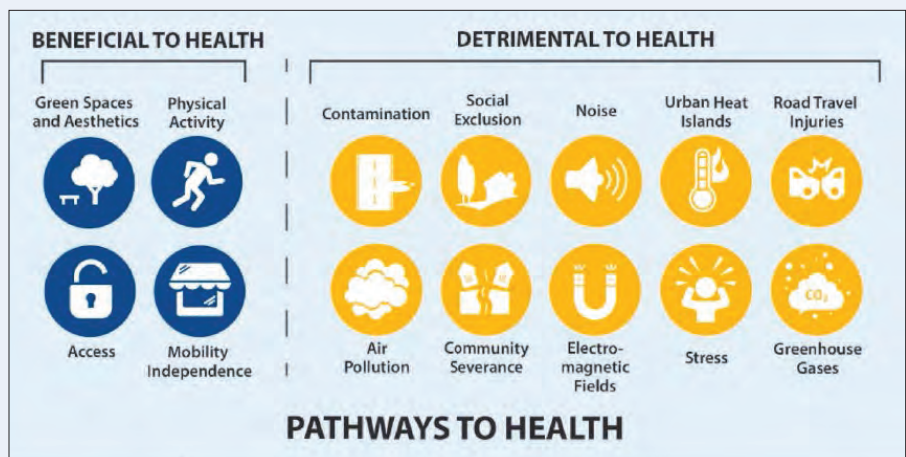 BENEFICIAL TO HEALTH
Green Spaces
and Aesthetics
Physical
Activity
Access
Mobility
Independence
DETRIMENTAL TO HEALTH
Contamination
Social
Exclusion
Noise
Urban Heat
Islands
Road Travel
Injuries
Air
Pollution
Community
Severance
Electro-
magnetic
Fields
Stress
CO₂
Greenhouse
Gases
PATHWAYS TO HEALTH